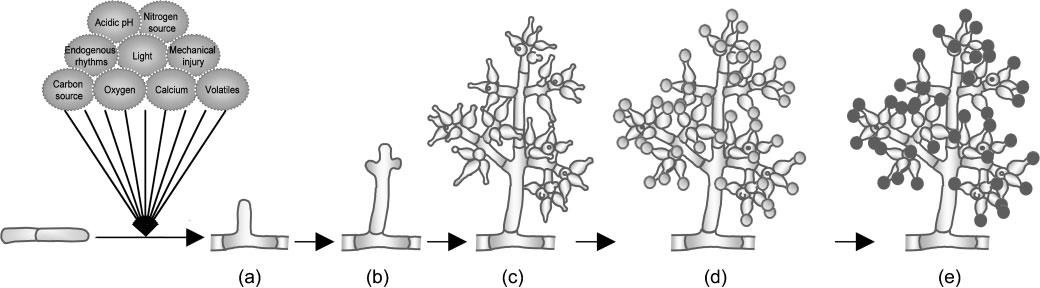 Acidic pH
Nitrogen
source
Endogenous
rhythms
Light
Mechanical
injury
Carbon
source
Oxygen
Calcium
Volatiles
(a)
(b)
(c)
(d)
(e)